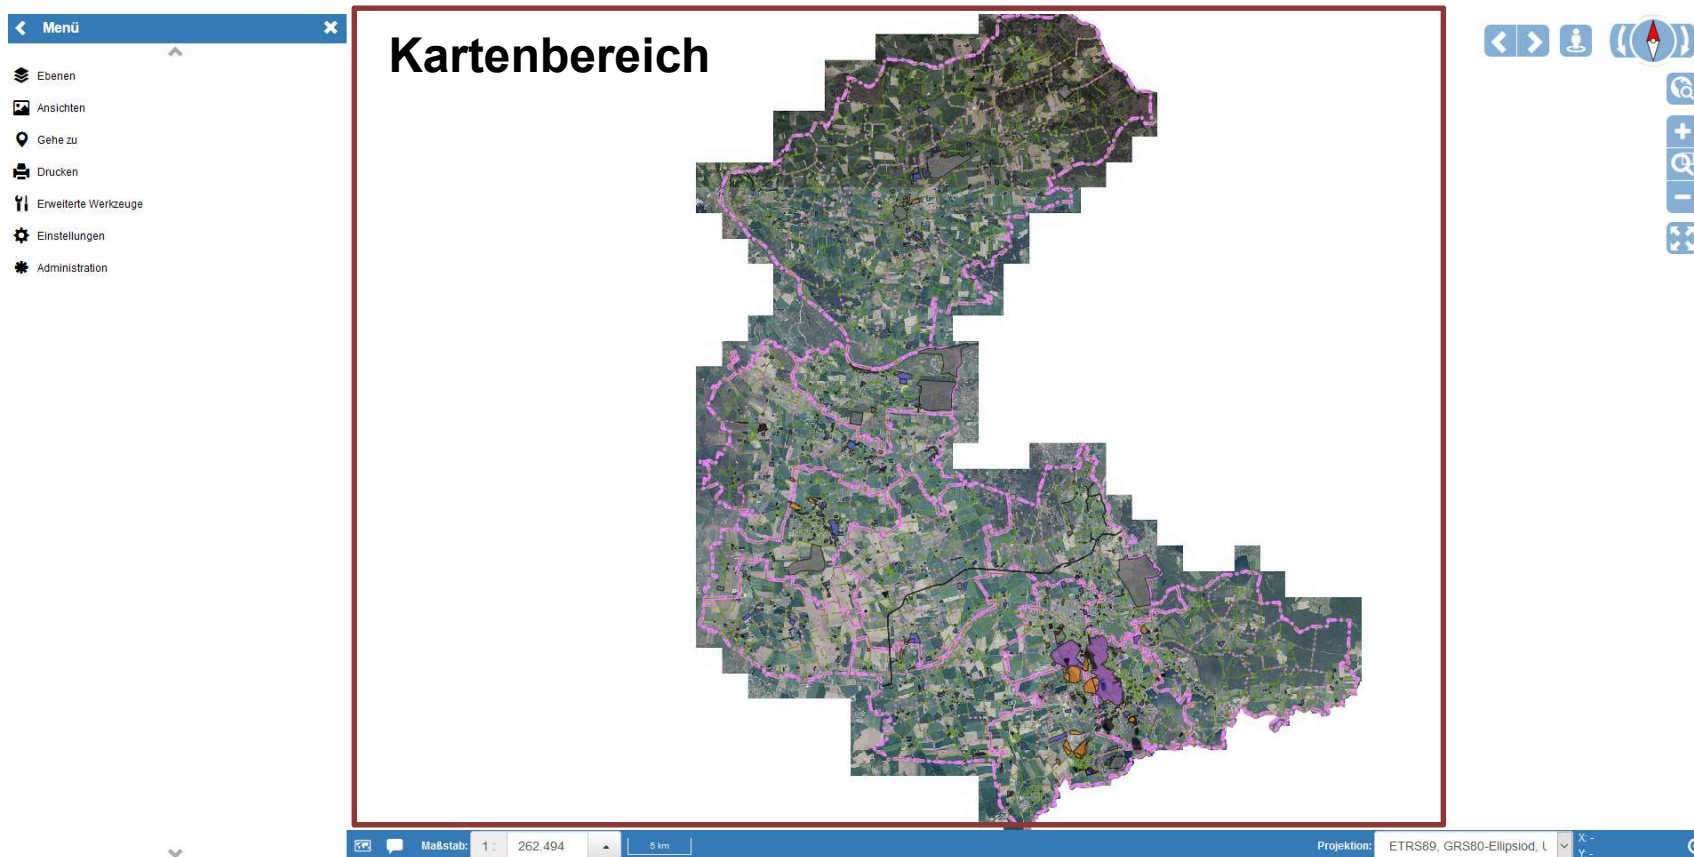 Menü
Kartenbereich
Ebenen
Ansichten
Gehe zu
Drucken
Erweiterte Werkzeuge
Einstellungen
Administration
Maßstab: 1 : 262.494 5 km Projektion: ETRS89, GRS80-Ellipsiod, U X: -
Y: -